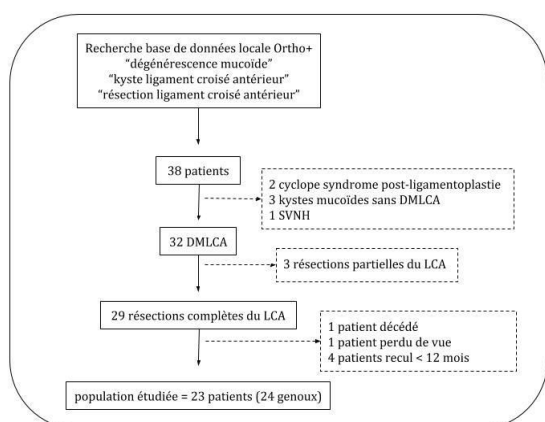 Recherche base de données locale Ortho+
“dégénérescence mucoïde”
“kyste ligament croisé antérieur”
“résection ligament croisé antérieur”
38 patients
2 cyclope syndrome post-ligamentoplastie
3 kystes mucoïdes sans DMLCA
1 SVNH
32 DMLCA
3 résections partielles du LCA
29 résections complètes du LCA
1 patient décédé
1 patient perdu de vue
4 patients recul < 12 mois
population étudiée = 23 patients (24 genoux)